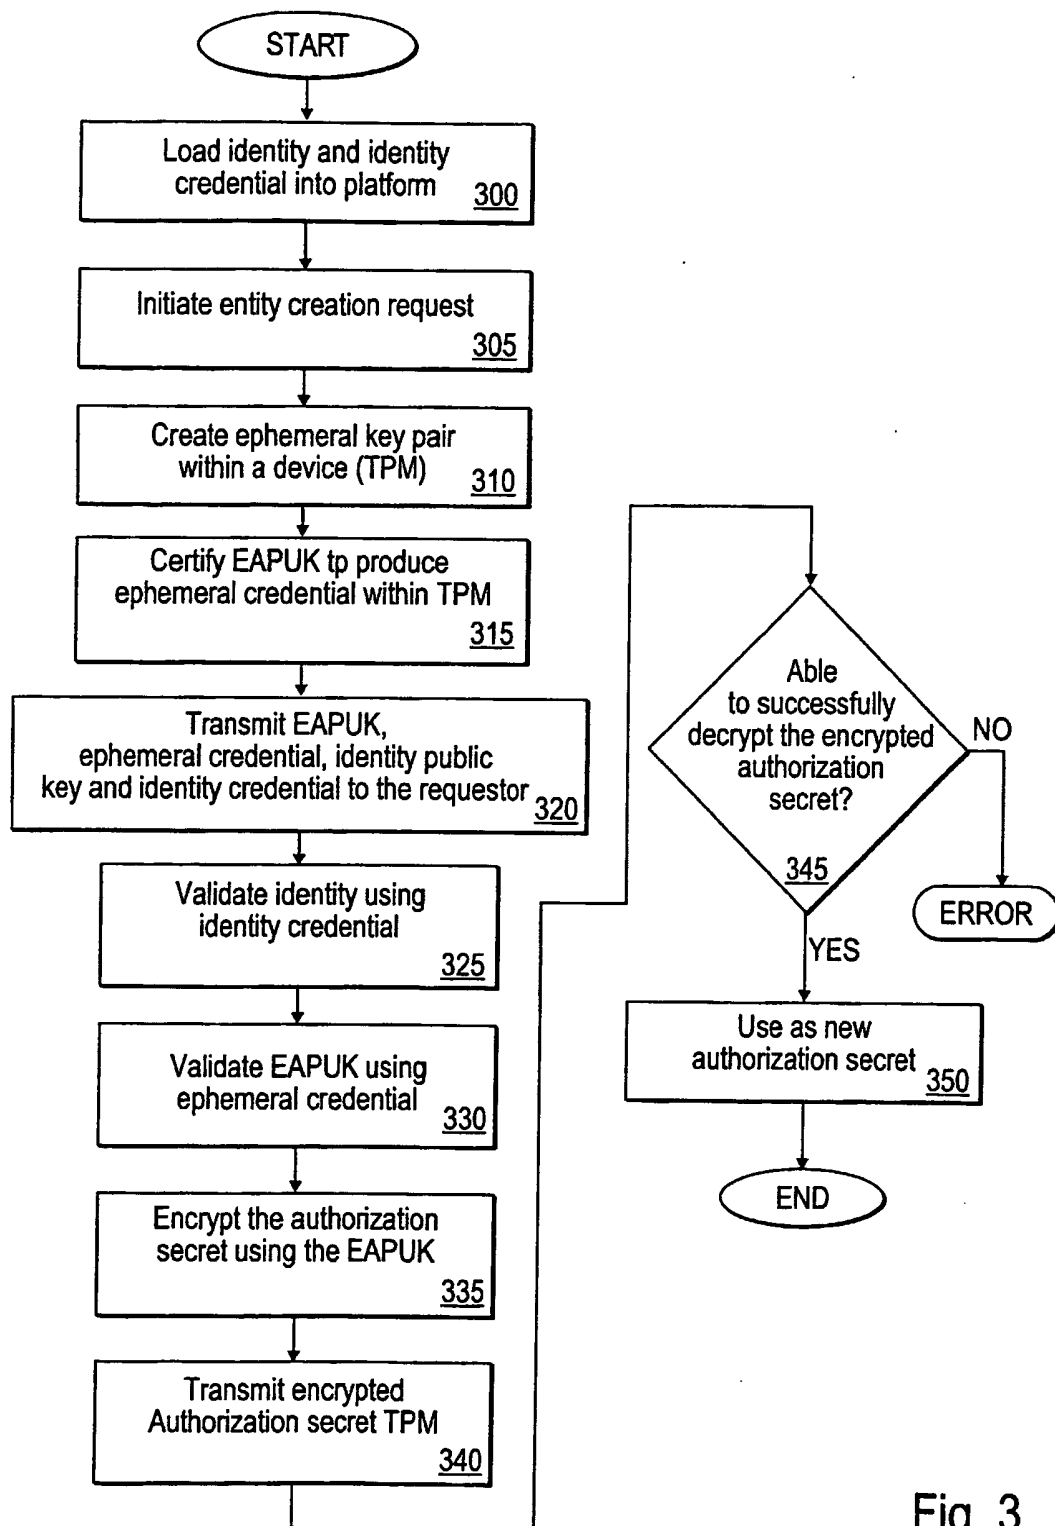 START
Load identity and identity
credential into platform
300
Initiate entity creation request
305
Create ephemeral key pair
within a device (TPM)
310
Certify EAPUK tp produce
ephemeral credential within TPM
315
Transmit EAPUK,
ephemeral credential, identity public
key and identity credential to the requestor
320
Validate identity using
identity credential
325
Validate EAPUK using
ephemeral credential
330
Encrypt the authorization
secret using the EAPUK
335
Transmit encrypted
Authorization secret TPM
340
Able
to successfully
decrypt the encrypted
authorization
secret?
345
NO
ERROR
YES
Use as new
authorization secret
350
END
Fig. 3